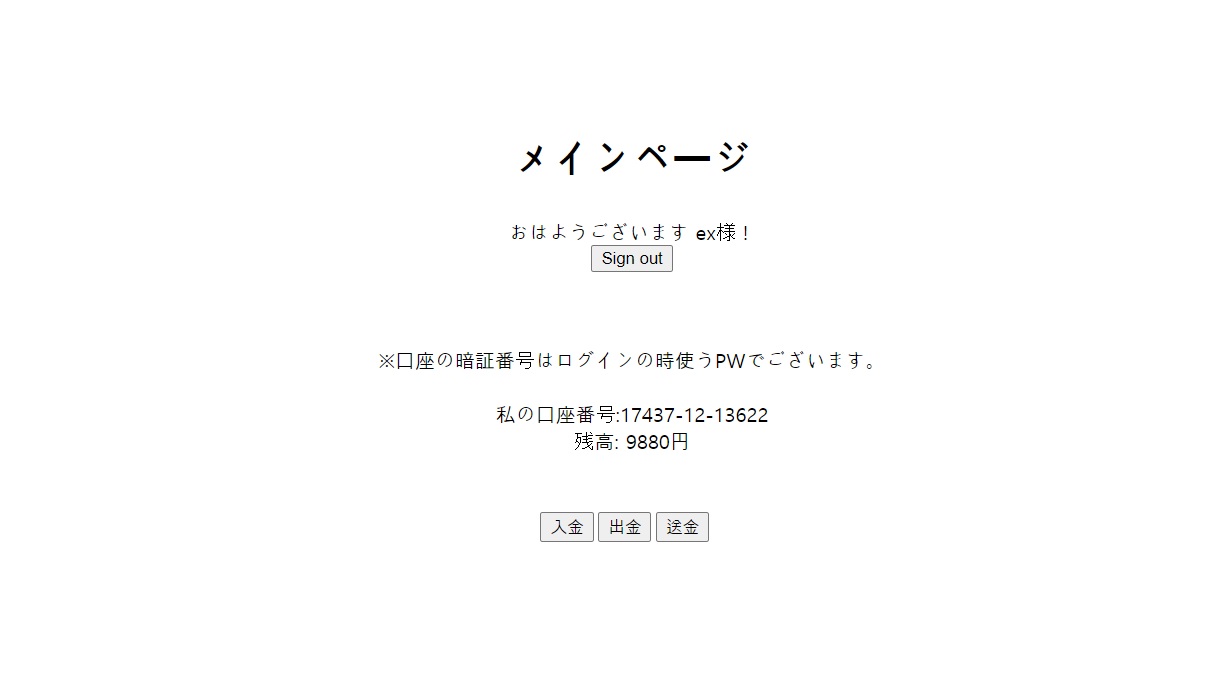 メインページ
おはようございます ex様！
Sign out
※口座の暗証番号はログインの時使うPWでございます。
私の口座番号:17437-12-13622
残高: 9880円
入金 出金 送金